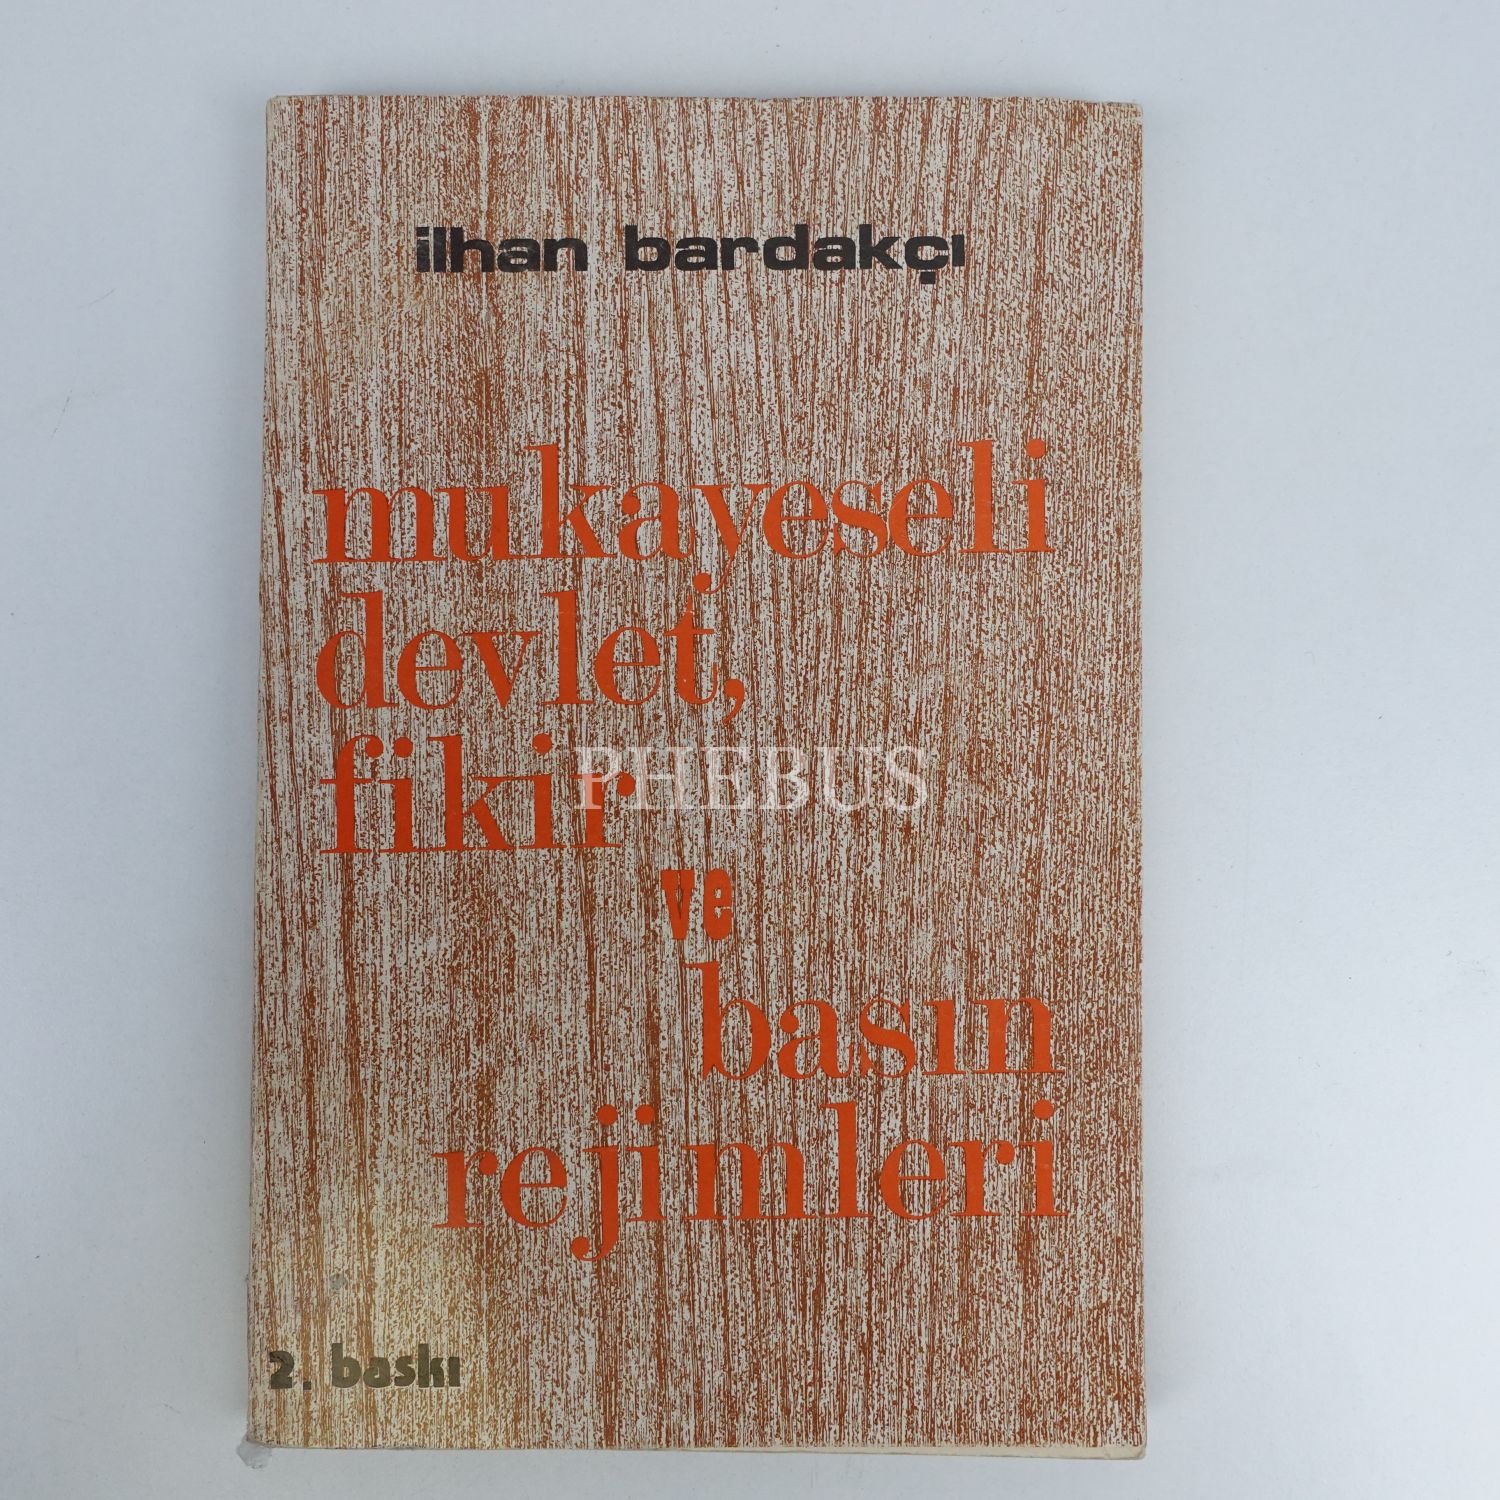 ilhan bardakçı
mukayeseli
devlet,
fikir
PHEBUS
ve
basın
rejimleri
2. baskı